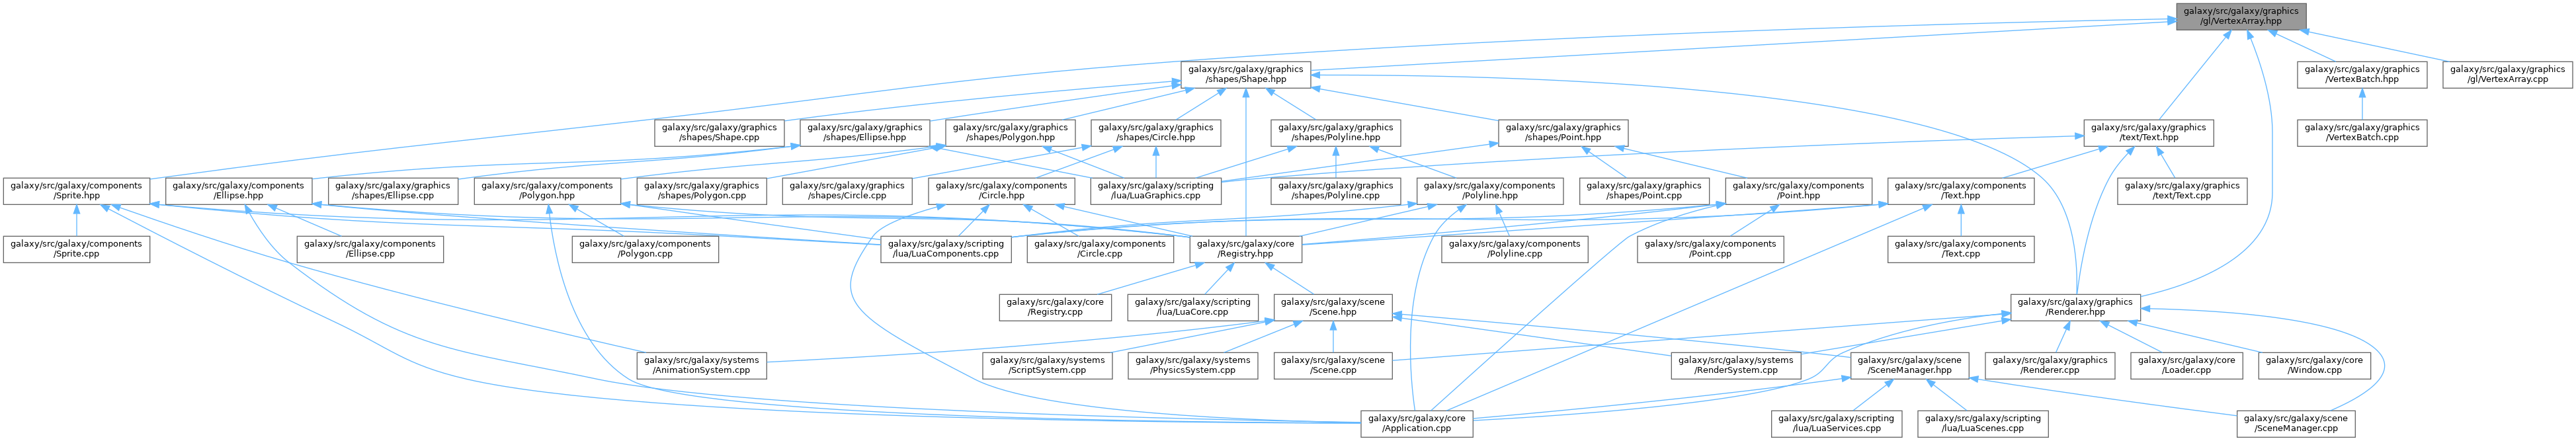 galaxy/src/galaxy/graphics
/gl/VertexArray.hpp
galaxy/src/galaxy/graphics
/shapes/Shape.hpp
galaxy/src/galaxy/graphics
/VertexBatch.hpp
galaxy/src/galaxy/graphics
/gl/VertexArray.cpp
galaxy/src/galaxy/graphics
/shapes/Shape.cpp
galaxy/src/galaxy/graphics
/shapes/Ellipse.hpp
galaxy/src/galaxy/graphics
/shapes/Polygon.hpp
galaxy/src/galaxy/graphics
/shapes/Circle.hpp
galaxy/src/galaxy/graphics
/shapes/Polyline.hpp
galaxy/src/galaxy/graphics
/shapes/Point.hpp
galaxy/src/galaxy/graphics
/text/Text.hpp
galaxy/src/galaxy/graphics
/VertexBatch.cpp
galaxy/src/galaxy/components
/Sprite.hpp
galaxy/src/galaxy/components
/Ellipse.hpp
galaxy/src/galaxy/graphics
/shapes/Ellipse.cpp
galaxy/src/galaxy/components
/Polygon.hpp
galaxy/src/galaxy/graphics
/shapes/Polygon.cpp
galaxy/src/galaxy/graphics
/shapes/Circle.cpp
galaxy/src/galaxy/components
/Circle.hpp
galaxy/src/galaxy/scripting
/lua/LuaGraphics.cpp
galaxy/src/galaxy/graphics
/shapes/Polyline.cpp
galaxy/src/galaxy/components
/Polyline.hpp
galaxy/src/galaxy/graphics
/shapes/Point.cpp
galaxy/src/galaxy/components
/Point.hpp
galaxy/src/galaxy/components
/Text.hpp
galaxy/src/galaxy/graphics
/text/Text.cpp
galaxy/src/galaxy/components
/Sprite.cpp
galaxy/src/galaxy/components
/Ellipse.cpp
galaxy/src/galaxy/components
/Polygon.cpp
galaxy/src/galaxy/scripting
/lua/LuaComponents.cpp
galaxy/src/galaxy/components
/Circle.cpp
galaxy/src/galaxy/core
/Registry.hpp
galaxy/src/galaxy/components
/Polyline.cpp
galaxy/src/galaxy/components
/Point.cpp
galaxy/src/galaxy/components
/Text.cpp
galaxy/src/galaxy/core
/Registry.cpp
galaxy/src/galaxy/scripting
/lua/LuaCore.cpp
galaxy/src/galaxy/scene
/Scene.hpp
galaxy/src/galaxy/graphics
/Renderer.hpp
galaxy/src/galaxy/systems
/AnimationSystem.cpp
galaxy/src/galaxy/systems
/ScriptSystem.cpp
galaxy/src/galaxy/systems
/PhysicsSystem.cpp
galaxy/src/galaxy/scene
/Scene.cpp
galaxy/src/galaxy/systems
/RenderSystem.cpp
galaxy/src/galaxy/scene
/SceneManager.hpp
galaxy/src/galaxy/graphics
/Renderer.cpp
galaxy/src/galaxy/core
/Loader.cpp
galaxy/src/galaxy/core
/Window.cpp
galaxy/src/galaxy/core
/Application.cpp
galaxy/src/galaxy/scripting
/lua/LuaServices.cpp
galaxy/src/galaxy/scripting
/lua/LuaScenes.cpp
galaxy/src/galaxy/scene
/SceneManager.cpp